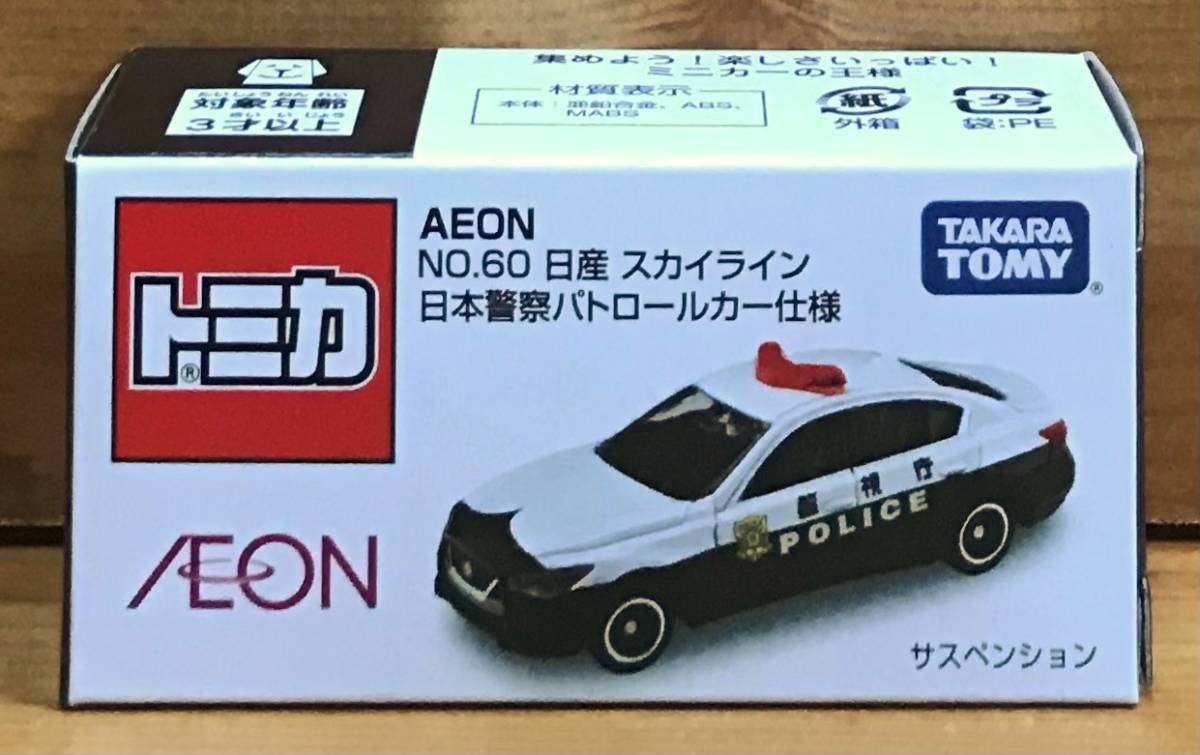 たいしょうねんれい
対象年齢
さいいじょう
3才以上
集めよう!楽しさいっぱい!
ミニカーの王様
材質表示
本体:亜鉛合金、ABS、
MABS
紙
外箱
プラ
袋:PE
トミカ®
AEON
NO.60 日産 スカイライン
日本警察パトロールカー仕様
TAKARA
TOMY®
警視庁
POLICE
AEON
サスペンション